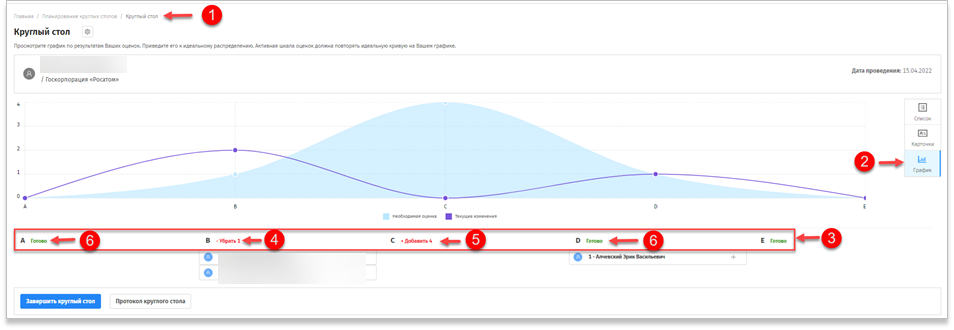 Главная / Планирование круглых столов / Круглый стол
1
Круглый стол
Просмотрите график по результатам Ваших оценок. Приведите его к идеальному распределению. Активная шкала оценок должна повторять идеальную кривую на Вашем графике.
/ Госкорпорация «Росатом»
Дата проведения: 15.04.2022
4
3
2
1
0
A B C D E
Необходимая оценка Текущие изменения
Список
Карточки
2
График
A Готово 6 B - Убрать 1 4 C + Добавить 4 5 D Готово 6 E Готово 3
1 - Алчевский Эрик Васильевич +
Завершить круглый стол Протокол круглого стола